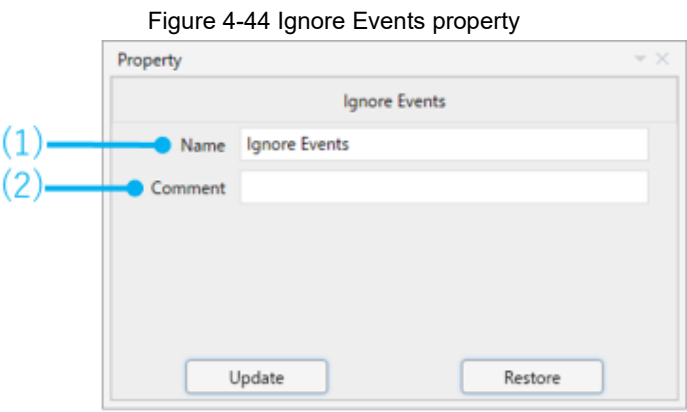 Figure 4-44 Ignore Events property
Property
Ignore Events
(1) Name Ignore Events
(2) Comment
Update Restore